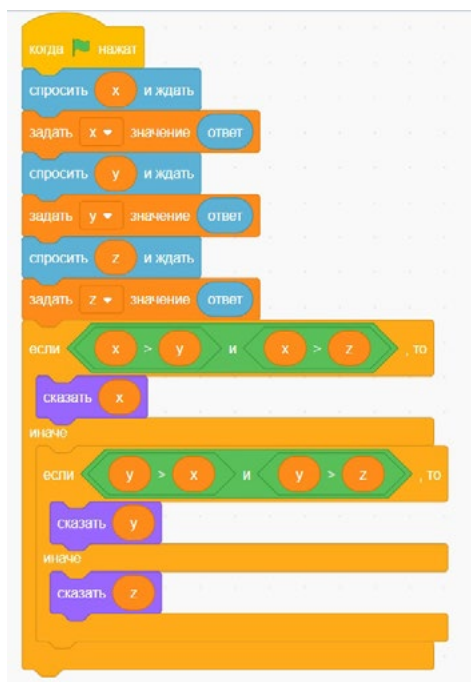 когда нажат
спросить x и ждать
задать x значение ответ
спросить y и ждать
задать y значение ответ
спросить z и ждать
задать z значение ответ
если x > y и x > z , то
сказать x
иначе
если y > x и y > z , то
сказать y
иначе
сказать z